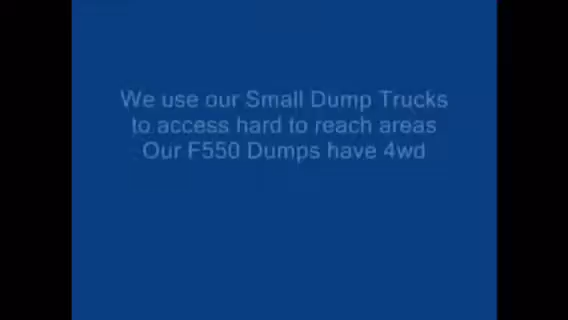 We use our Small Dump Trucks
to access hard to reach areas
Our F550 Dumps have 4wd